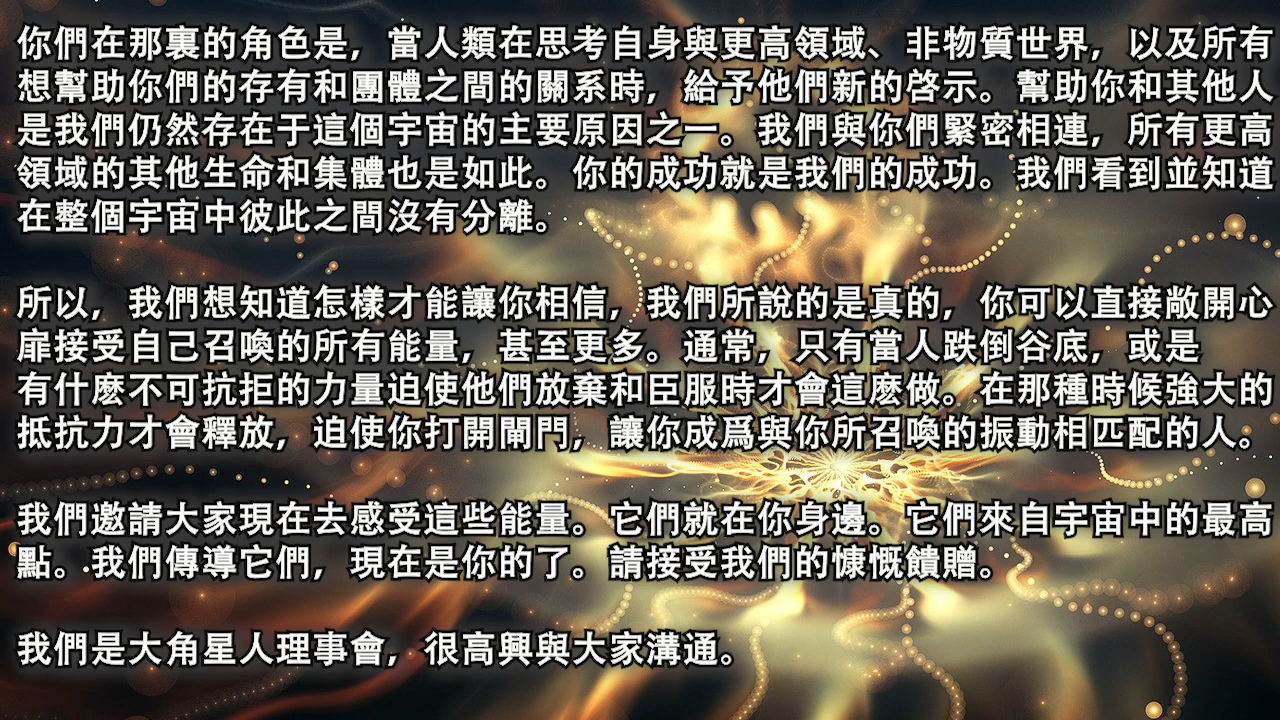 你們在那裏的角色是，當人類在思考自身與更高領域、非物質世界，以及所有
想幫助你們的存有和團體之間的關系時，給予他們新的啓示。幫助你和其他人
是我們仍然存在于這個宇宙的主要原因之一。我們與你們緊密相連，所有更高
領域的其他生命和集體也是如此。你的成功就是我們的成功。我們看到並知道
在整個宇宙中彼此之間沒有分離。
所以，我們想知道怎樣才能讓你相信，我們所說的是真的，你可以直接敞開心
扉接受自己召喚的所有能量，甚至更多。通常，只有當人跌倒谷底，或是
有什麽不可抗拒的力量迫使他們放棄和臣服時才會這麽做。在那種時候強大的
抵抗力才會釋放，迫使你打開閘門，讓你成爲與你所召喚的振動相匹配的人。
我們邀請大家現在去感受這些能量。它們就在你身邊。它們來自宇宙中的最高
點。我們傳導它們，現在是你的了。請接受我們的慷慨饋贈。
我們是大角星人理事會，很高興與大家溝通。